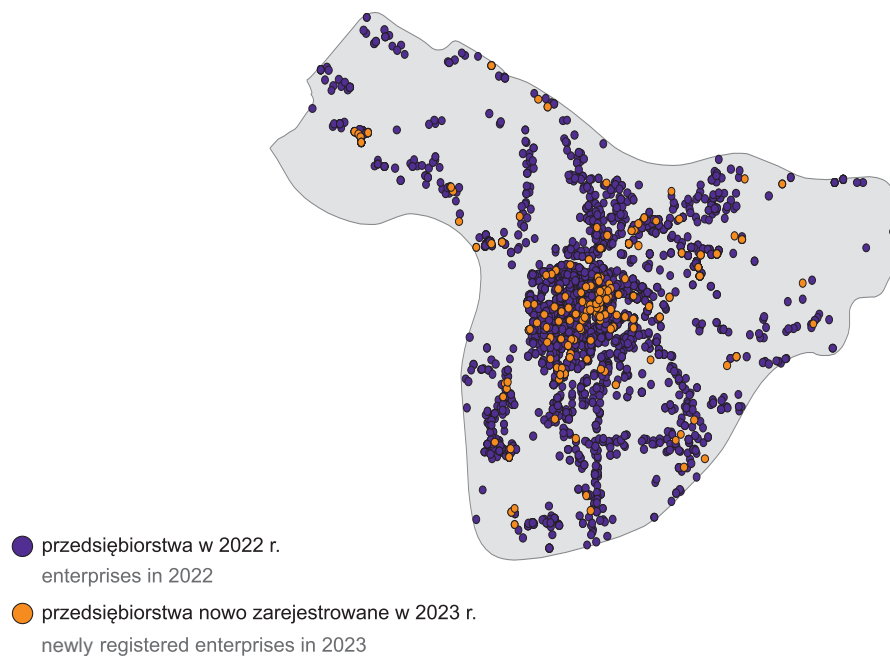 przedsiębiorstwa w 2022 r.
enterprises in 2022
przedsiębiorstwa nowo zarejestrowane w 2023 r.
newly registered enterprises in 2023